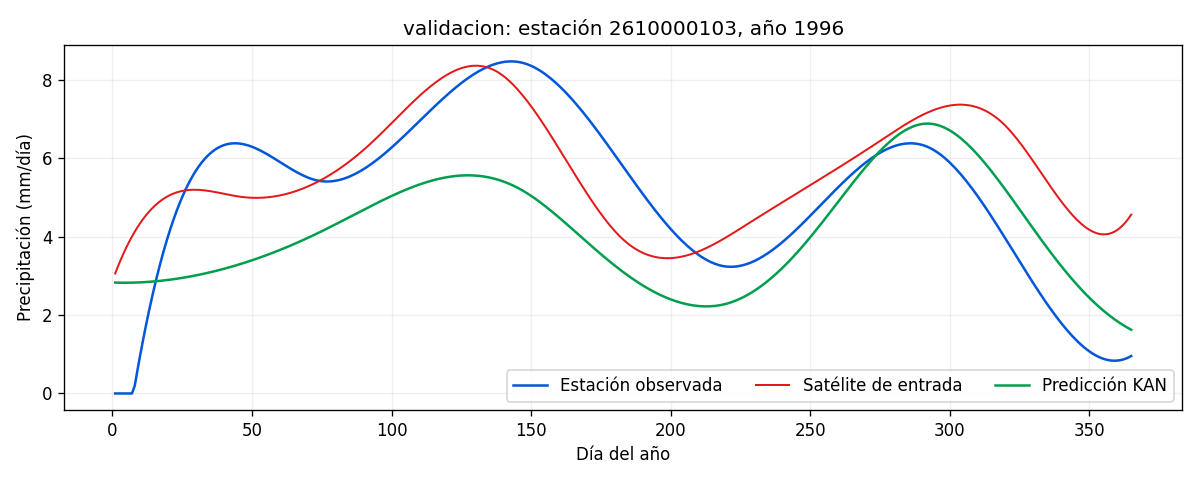 validacion: estación 2610000103, año 1996
Precipitación (mm/día)
8
6
4
2
0
0 50 100 150 200 250 300 350
Día del año
Estación observada Satélite de entrada Predicción KAN